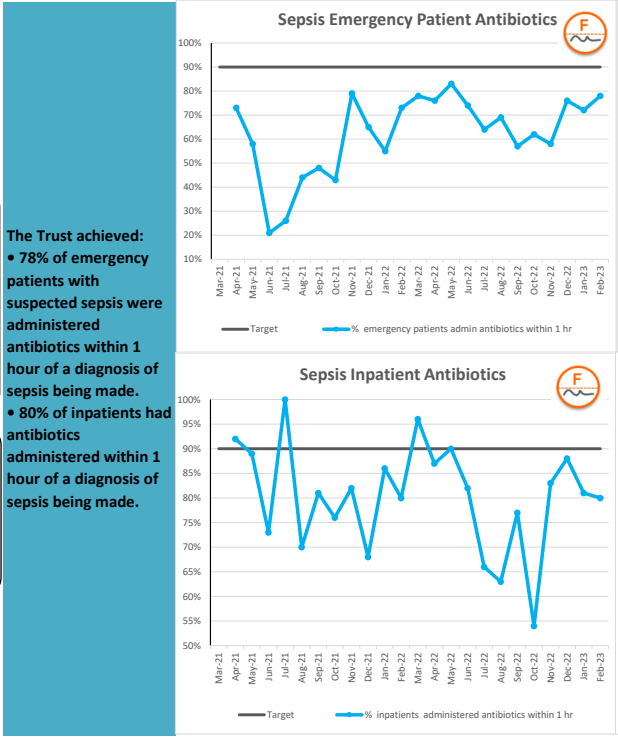 The Trust achieved:
• 78% of emergency
patients with
suspected sepsis were
administered
antibiotics within 1
hour of a diagnosis of
sepsis being made.
• 80% of inpatients had
antibiotics
administered within 1
hour of a diagnosis of
sepsis being made.
Sepsis Emergency Patient Antibiotics
F
100%
90%
80%
70%
60%
50%
40%
30%
20%
10%
Mar-21
Apr-21
May-21
Jun-21
Jul-21
Aug-21
Sep-21
Oct-21
Nov-21
Dec-21
Jan-22
Feb-22
Mar-22
Apr-22
May-22
Jun-22
Jul-22
Aug-22
Sep-22
Oct-22
Nov-22
Dec-22
Jan-23
Feb-23
Target
% emergency patients admin antibiotics within 1 hr
Sepsis Inpatient Antibiotics
F
100%
95%
90%
85%
80%
75%
70%
65%
60%
55%
50%
Mar-21
Apr-21
May-21
Jun-21
Jul-21
Aug-21
Sep-21
Oct-21
Nov-21
Dec-21
Jan-22
Feb-22
Mar-22
Apr-22
May-22
Jun-22
Jul-22
Aug-22
Sep-22
Oct-22
Nov-22
Dec-22
Jan-23
Feb-23
Target
% inpatients administered antibiotics within 1 hr